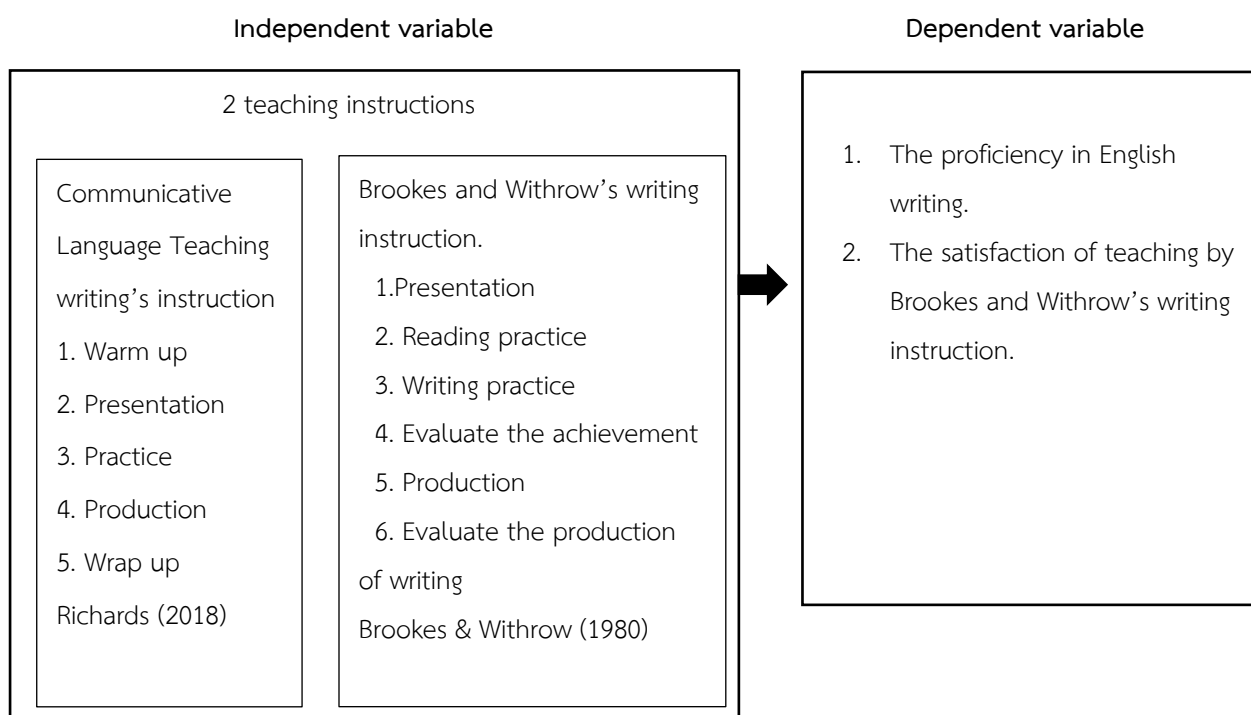 Independent variable
Dependent variable
2 teaching instructions
Communicative
Language Teaching
writing’s instruction
1. Warm up
2. Presentation
3. Practice
4. Production
5. Wrap up
Richards (2018)
Brookes and Withrow’s writing
instruction.
1.Presentation
2. Reading practice
3. Writing practice
4. Evaluate the achievement
5. Production
6. Evaluate the production
of writing
Brookes & Withrow (1980)
1. The proficiency in English
writing.
2. The satisfaction of teaching by
Brookes and Withrow’s writing
instruction.